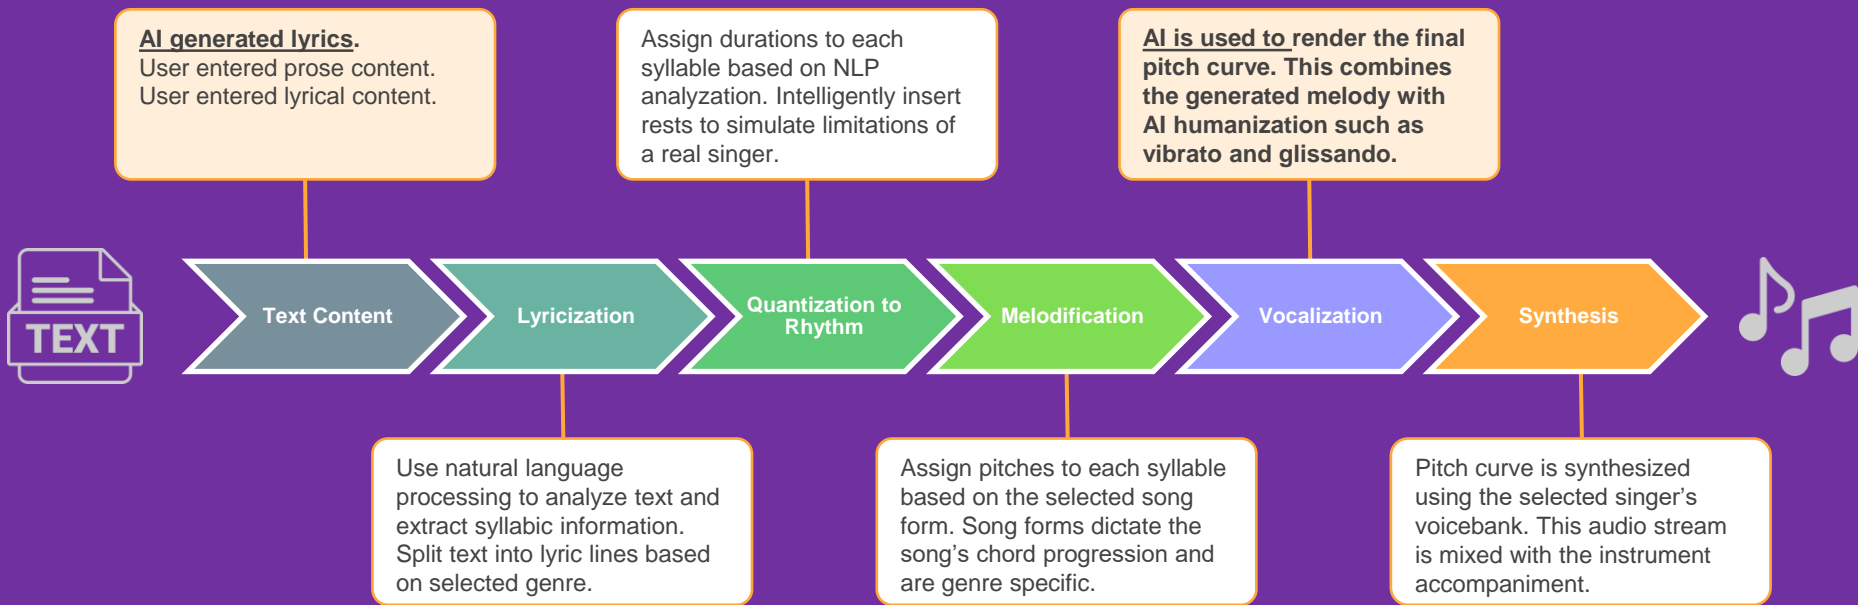 AI generated lyrics.
User entered prose content.
User entered lyrical content.
Assign durations to each
syllable based on NLP
analyzation. Intelligently insert
rests to simulate limitations of
a real singer.
AI is used to render the final
pitch curve. This combines
the generated melody with
AI humanization such as
vibrato and glissando.
TEXT
Text Content
Lyricization
Quantization to
Rhythm
Melodification
Vocalization
Synthesis
Use natural language
processing to analyze text and
extract syllabic information.
Split text into lyric lines based
on selected genre.
Assign pitches to each syllable
based on the selected song
form. Song forms dictate the
song's chord progression and
are genre specific.
Pitch curve is synthesized
using the selected singer's
voicebank. This audio stream
is mixed with the instrument
accompaniment.